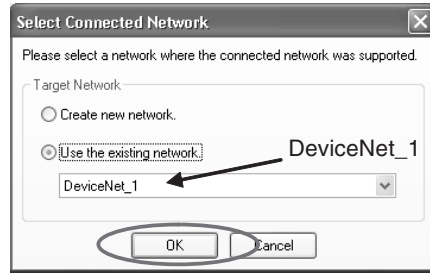 Select Connected Network
Please select a network where the connected network was supported.
Target Network
Create new network.
Use the existing network.
DeviceNet_1
DeviceNet_1
OK
Cancel